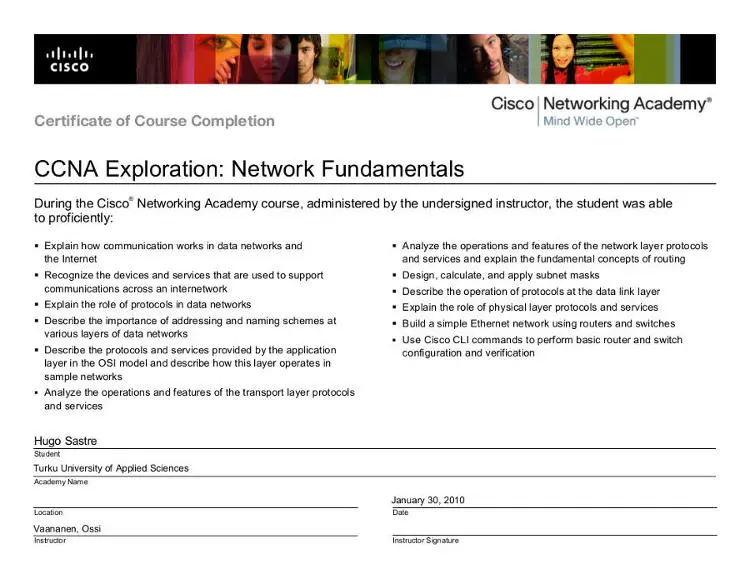 CISCO
Cisco | Networking Academy®
Mind Wide Open™
Certificate of Course Completion
CCNA Exploration: Network Fundamentals
During the Cisco® Networking Academy course, administered by the undersigned instructor, the student was able
to proficiently:
▪ Explain how communication works in data networks and
the Internet
▪ Recognize the devices and services that are used to support
communications across an internetwork
▪ Explain the role of protocols in data networks
▪ Describe the importance of addressing and naming schemes at
various layers of data networks
▪ Describe the protocols and services provided by the application
layer in the OSI model and describe how this layer operates in
sample networks
▪ Analyze the operations and features of the transport layer protocols
and services
▪ Analyze the operations and features of the network layer protocols
and services and explain the fundamental concepts of routing
▪ Design, calculate, and apply subnet masks
▪ Describe the operation of protocols at the data link layer
▪ Explain the role of physical layer protocols and services
▪ Build a simple Ethernet network using routers and switches
▪ Use Cisco CLI commands to perform basic router and switch
configuration and verification
Hugo Sastre
Student
Turku University of Applied Sciences
Academy Name
January 30, 2010
Location
Date
Vaananen, Ossi
Instructor
Instructor Signature